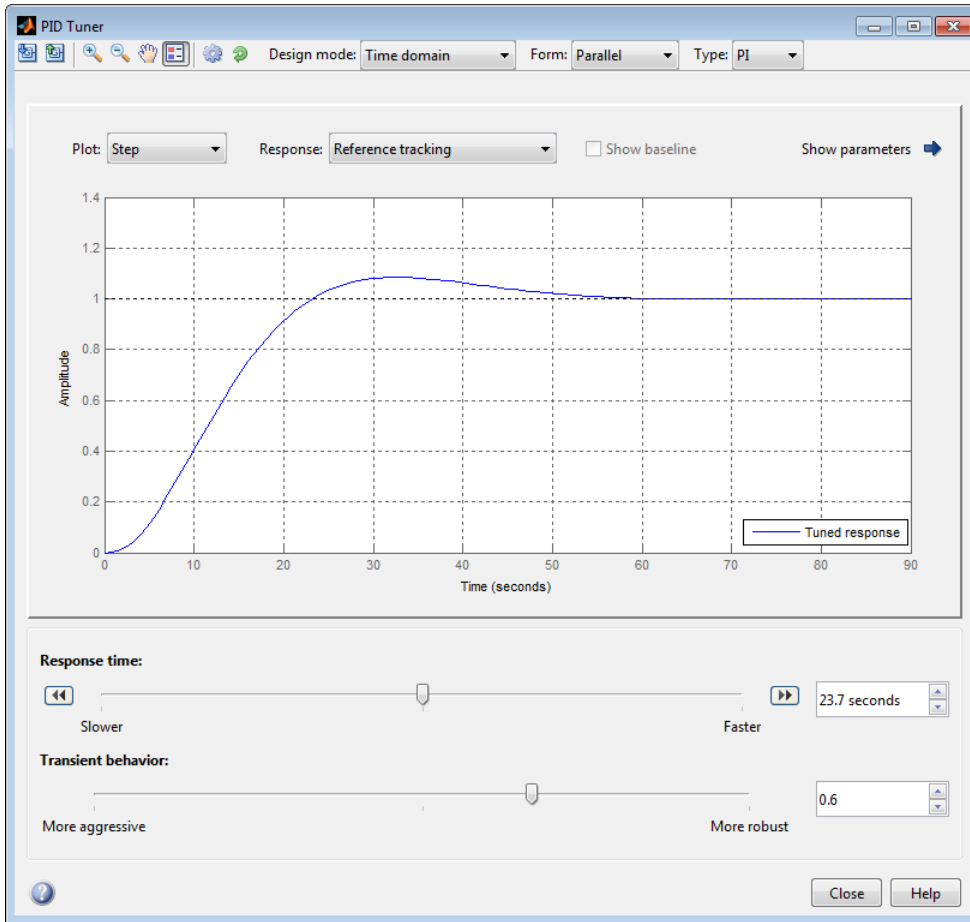 PID Tuner
Design mode: Time domain Form: Parallel Type: PI
Plot: Step Response: Reference tracking Show baseline Show parameters
1.4
1.2
1
0.8
0.6
0.4
0.2
0
Amplitude
Tuned response
0 10 20 30 40 50 60 70 80 90
Time (seconds)
Response time:
23.7 seconds
Slower Faster
Transient behavior:
0.6
More aggressive More robust
? Close Help